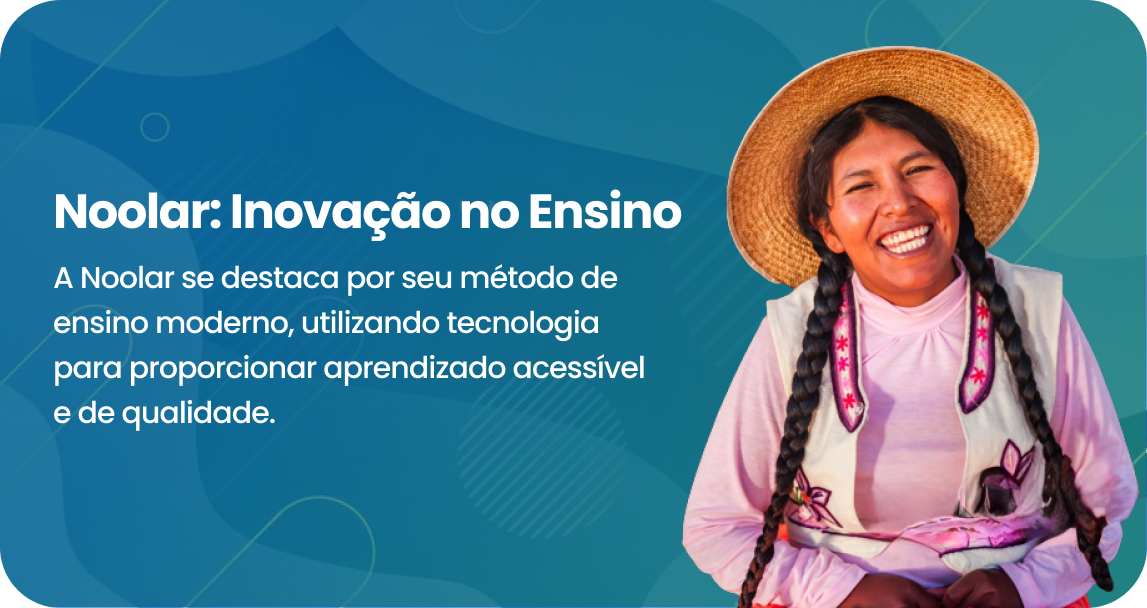 Noolar: Inovação no Ensino
A Noolar se destaca por seu método de
ensino moderno, utilizando tecnologia
para proporcionar aprendizado acessível
e de qualidade.